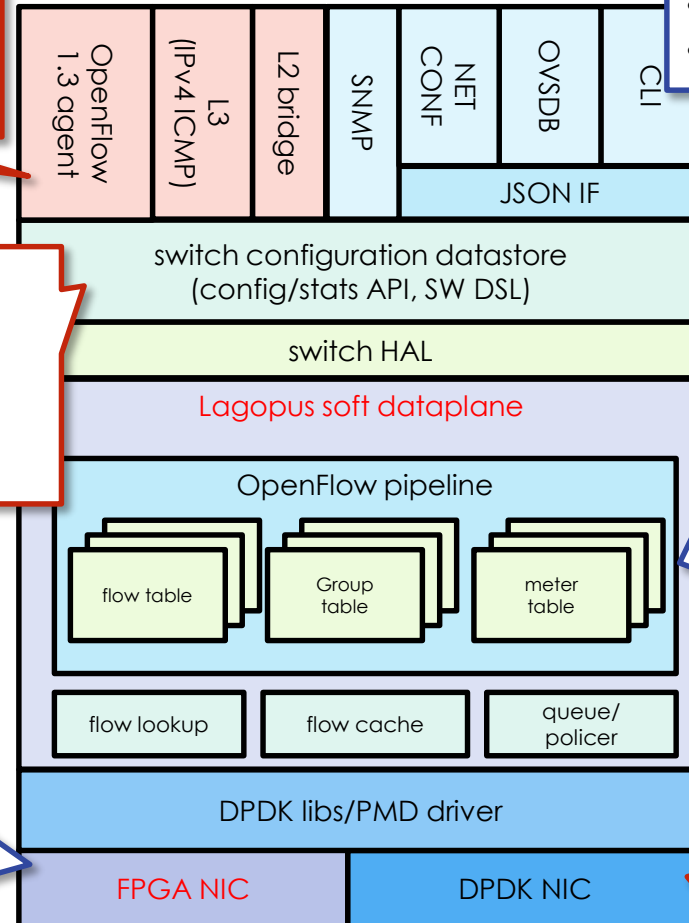 OpenFlow
1.3 agent
L3
(IPv4 ICMP)
L2 bridge
SNMP
NET
CONF
OVSDB
CLI
JSON IF
switch configuration datastore
(config/stats API, SW DSL)
switch HAL
Lagopus soft dataplane
OpenFlow pipeline
flow table
Group
table
meter
table
flow lookup
flow cache
queue/
policer
DPDK libs/PMD driver
FPGA NIC
DPDK NIC